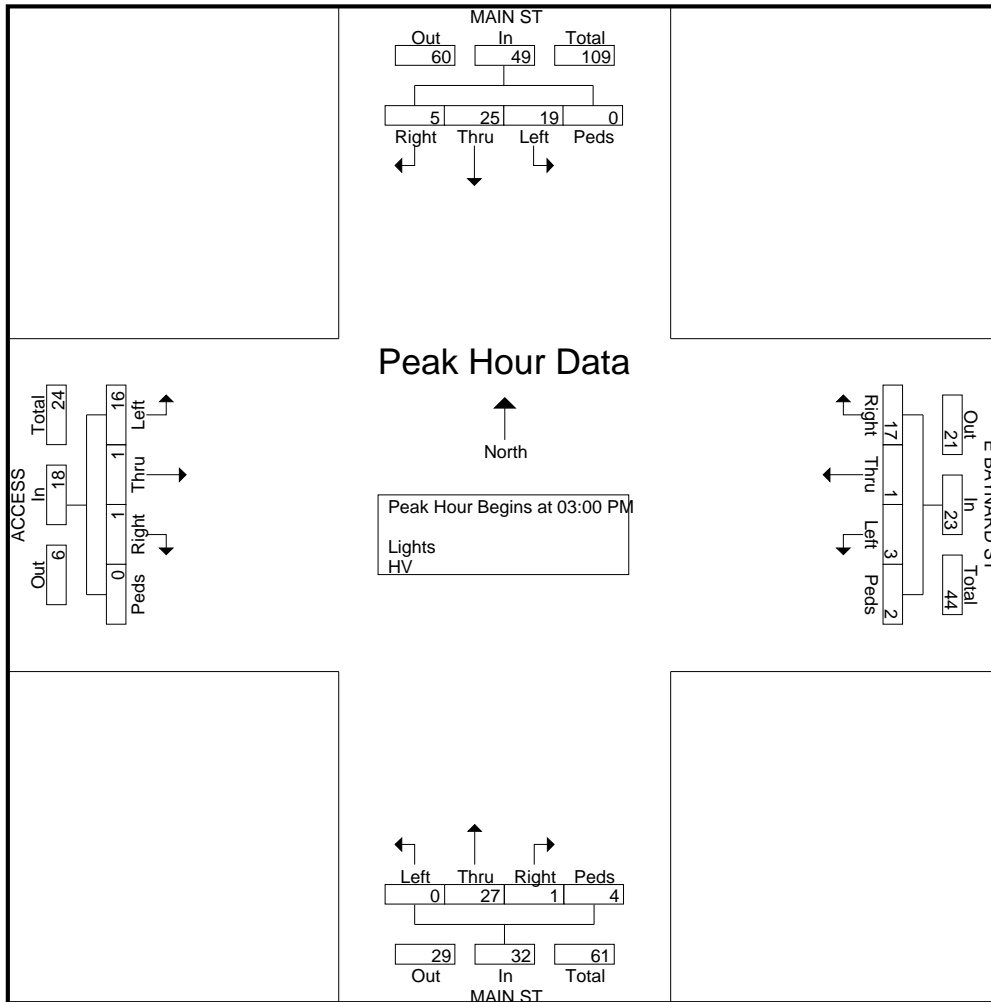 MAIN ST
Out In Total
60 49 109
5 25 19 0
Right Thru Left Peds
Peak Hour Data
North
Peak Hour Begins at 03:00 PM
Lights
HV
ACCESS
Out In Total
6 18 24
16 1 1 0
Left Thru Right Peds
E BAYNARD ST
Out In Total
21 23 44
17 1 3 2
Right Thru Left Peds
Left Thru Right Peds
0 27 1 4
29 32 61
Out In Total
MAIN ST